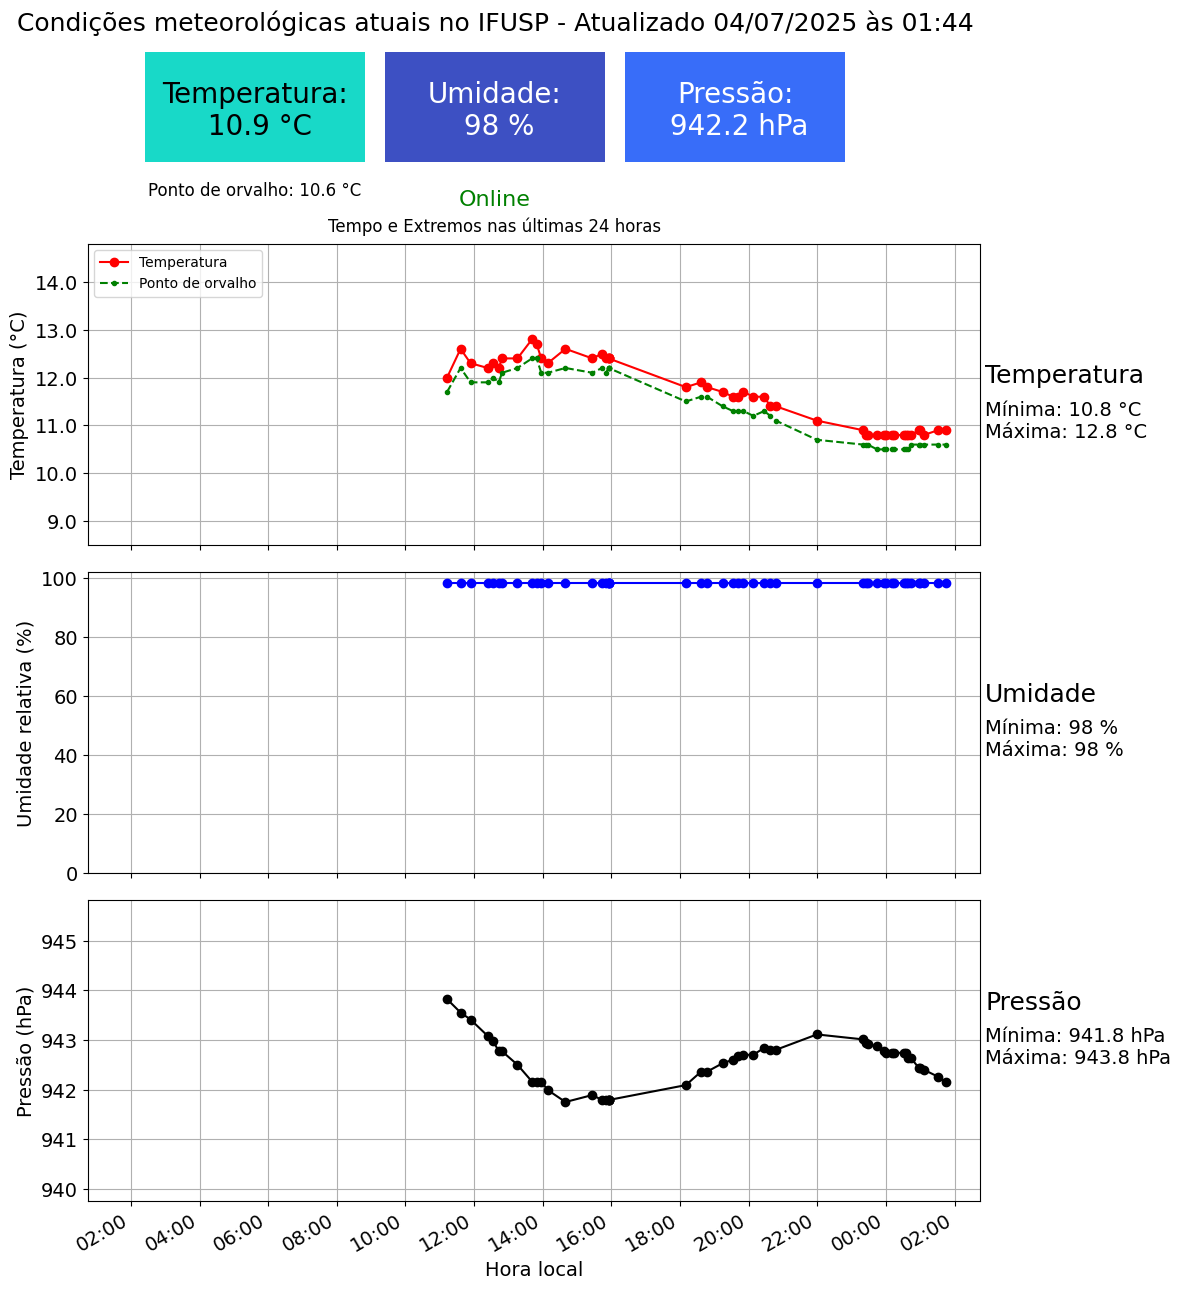 Condições meteorológicas atuais no IFUSP - Atualizado 04/07/2025 às 01:44
Temperatura:
10.9 °C
Umidade:
98 %
Pressão:
942.2 hPa
Ponto de orvalho: 10.6 °C
Online
Tempo e Extremos nas últimas 24 horas
Temperatura
Ponto de orvalho
Temperatura (°C)
14.0
13.0
12.0
11.0
10.0
9.0
Temperatura
Mínima: 10.8 °C
Máxima: 12.8 °C
Umidade relativa (%)
100
80
60
40
20
0
Umidade
Mínima: 98 %
Máxima: 98 %
Pressão (hPa)
945
944
943
942
941
940
Pressão
Mínima: 941.8 hPa
Máxima: 943.8 hPa
02:00 04:00 06:00 08:00 10:00 12:00 14:00 16:00 18:00 20:00 22:00 00:00 02:00
Hora local